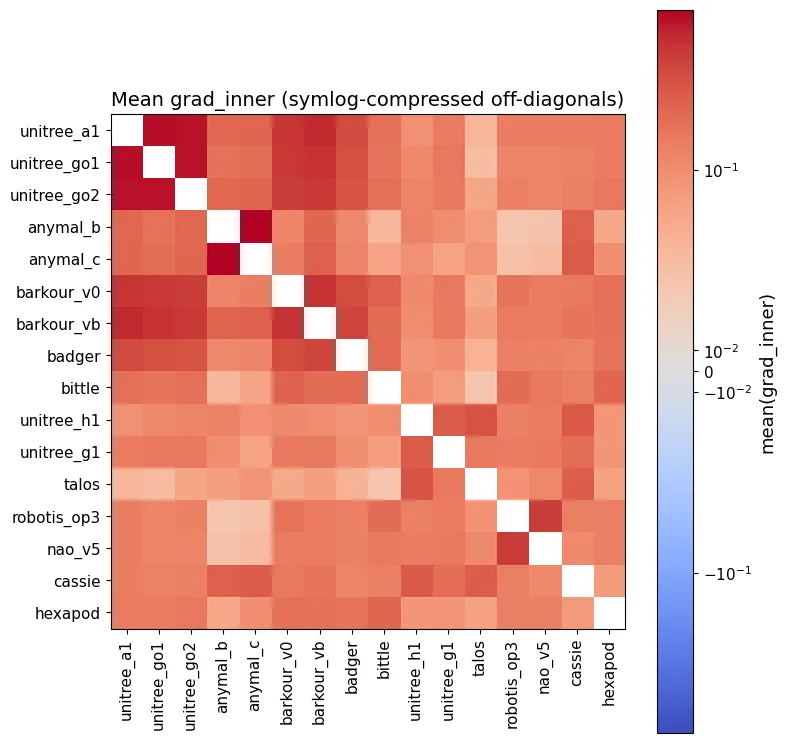 Mean grad_inner (symlog-compressed off-diagonals)
unitree_a1
unitree_go1
unitree_go2
anymal_b
anymal_c
barkour_v0
barkour_vb
badger
bittle
unitree_h1
unitree_g1
talos
robotis_op3
nao_v5
cassie
hexapod
unitree_a1
unitree_go1
unitree_go2
anymal_b
anymal_c
barkour_v0
barkour_vb
badger
bittle
unitree_h1
unitree_g1
talos
robotis_op3
nao_v5
cassie
hexapod
10⁻¹
10⁻²
0
−10⁻²
−10⁻¹
mean(grad_inner)